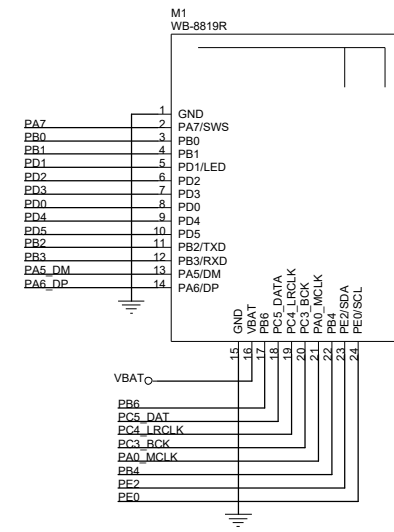 M1
WB-8819R
1 GND
PA7 2 PA7/SWS
PB0 3 PB0
PB1 4 PB1
PD1 5 PD1/LED
PD2 6 PD2
PD3 7 PD3
PD0 8 PD0
PD4 9 PD4
PD5 10 PD5
PB2 11 PB2/TXD
PB3 12 PB3/RXD
PA5_DM 13 PA5/DM
PA6_DP 14 PA6/DP
GND
VBAT
PB6
PC5_DATA
PC4_LRCLK
PC3_BCK
PA0_MCLK
PB4
PE2/SDA
PE0/SCL
15
16
17
18
19
20
21
22
23
24
VBAT
PB6
PC5_DAT
PC4_LRCLK
PC3_BCK
PA0_MCLK
PB4
PE2
PE0